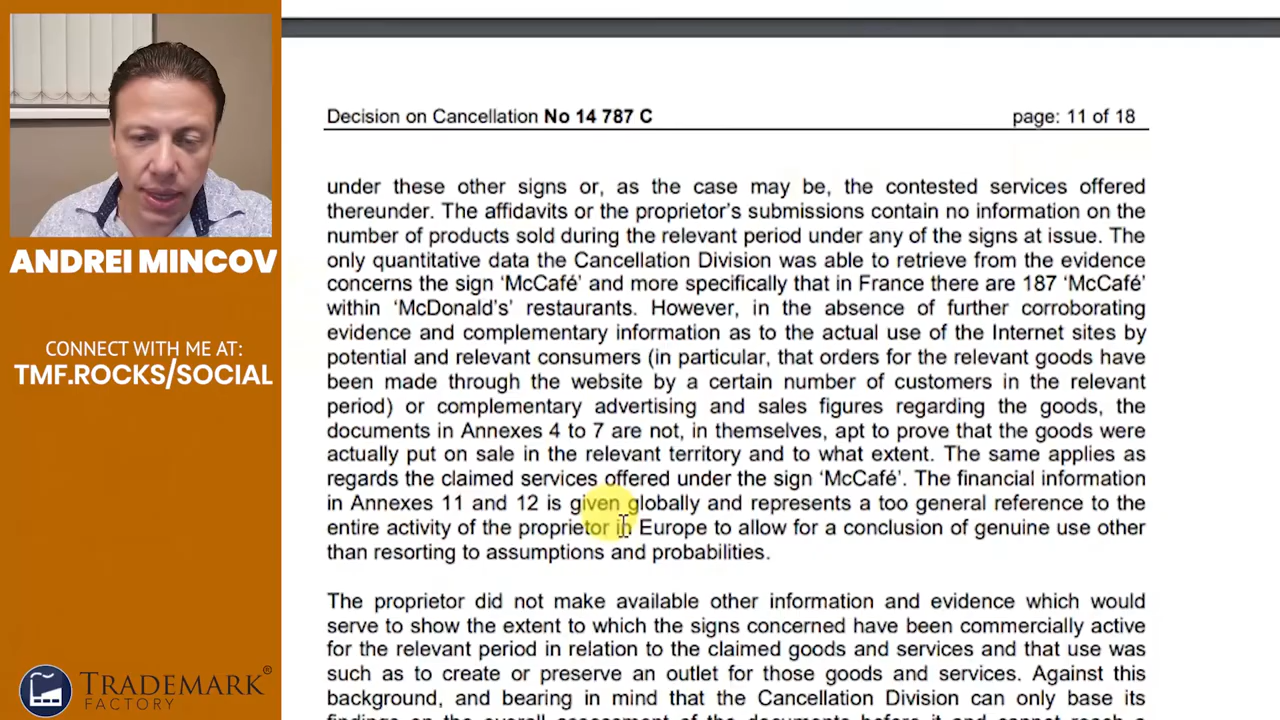 Decision on Cancellation No 14 787 C page: 11 of 18
under these other signs or, as the case may be, the contested services offered
thereunder. The affidavits or the proprietor's submissions contain no information on the
number of products sold during the relevant period under any of the signs at issue. The
only quantitative data the Cancellation Division was able to retrieve from the evidence
concerns the sign 'McCafé' and more specifically that in France there are 187 'McCafé'
within 'McDonald's' restaurants. However, in the absence of further corroborating
evidence and complementary information as to the actual use of the Internet sites by
potential and relevant consumers (in particular, that orders for the relevant goods have
been made through the website by a certain number of customers in the relevant
period) or complementary advertising and sales figures regarding the goods, the
documents in Annexes 4 to 7 are not, in themselves, apt to prove that the goods were
actually put on sale in the relevant territory and to what extent. The same applies as
regards the claimed services offered under the sign 'McCafé'. The financial information
in Annexes 11 and 12 is given globally and represents a too general reference to the
entire activity of the proprietor in Europe to allow for a conclusion of genuine use other
than resorting to assumptions and probabilities.
The proprietor did not make available other information and evidence which would
serve to show the extent to which the signs concerned have been commercially active
for the relevant period in relation to the claimed goods and services and that use was
such as to create or preserve an outlet for those goods and services. Against this
background, and bearing in mind that the Cancellation Division can only base its
findings on the overall assessment of the documents before it and cannot reach a
ANDREI MINCOV
CONNECT WITH ME AT:
TMF.ROCKS/SOCIAL
TRADEMARK®
FACTORY